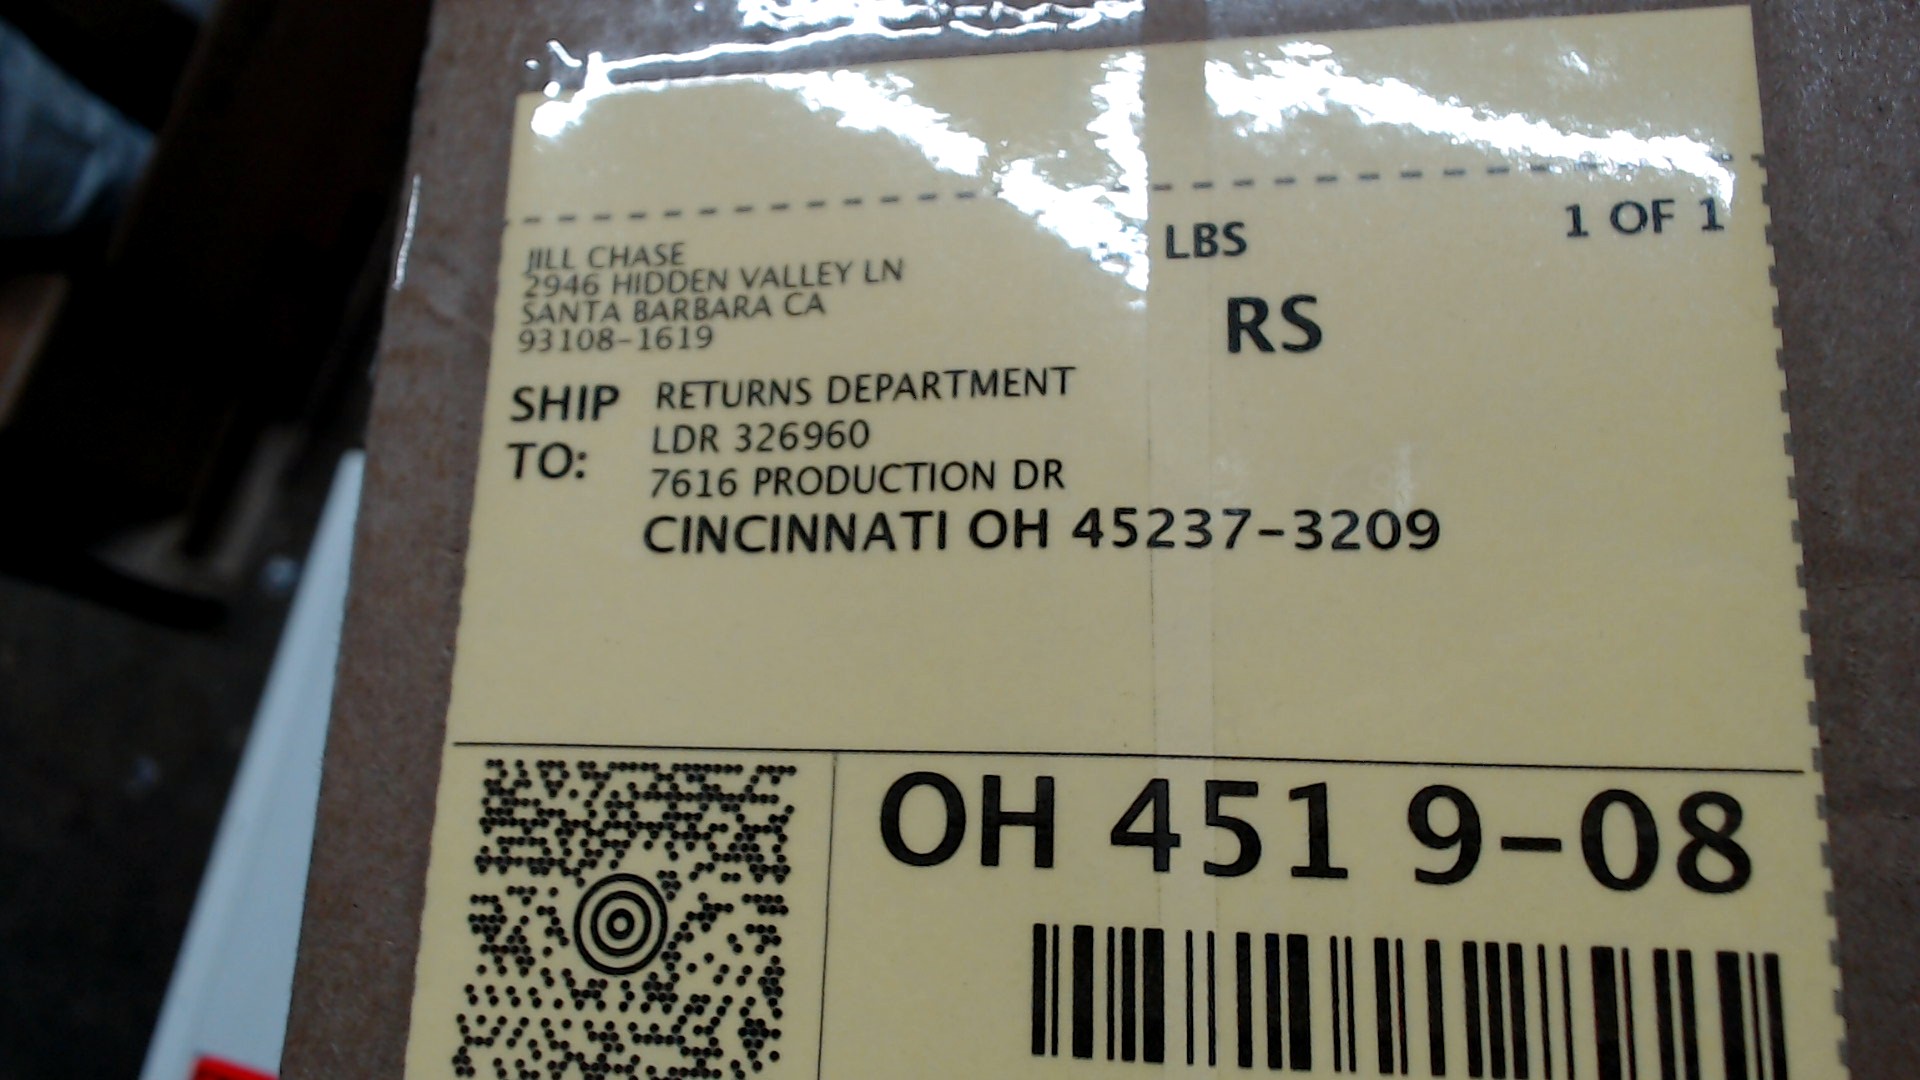 JILL CHASE
2946 HIDDEN VALLEY LN
SANTA BARBARA CA
93108-1619
LBS
1 OF 1
RS
SHIP TO:
RETURNS DEPARTMENT
LDR 326960
7616 PRODUCTION DR
CINCINNATI OH 45237-3209
OH 451 9-08